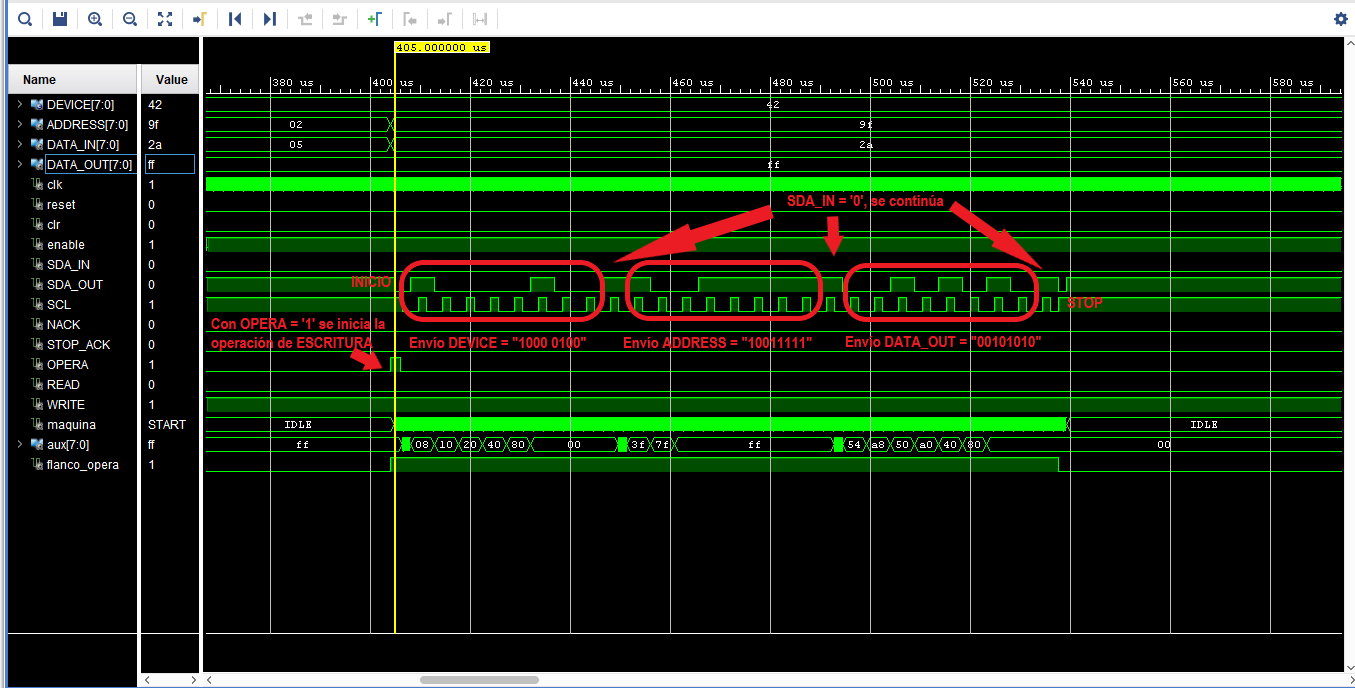 405.000000 us
Name Value
380 us 400 us 420 us 440 us 460 us 480 us 500 us 520 us 540 us 560 us 580 us
DEVICE[7:0] 42 42
ADDRESS[7:0] 9f 02 9f
DATA_IN[7:0] 2a 05 2a
DATA_OUT[7:0] ff ff
clk 1
reset 0 SDA_IN = '0', se continúa
clr 0
enable 1
SDA_IN 0
SDA_OUT 0 INICIO
SCL 1 STOP
NACK 0 Con OPERA = '1' se inicia la
STOP_ACK 0 operación de ESCRITURA Envío DEVICE = "1000 0100" Envío ADDRESS = "10011111" Envío DATA_OUT = "00101010"
OPERA 1
READ 0
WRITE 1
maquina START IDLE IDLE
aux[7:0] ff ff 08 10 20 40 80 00 3f 7f ff 54 a8 50 a0 40 80 00
flanco_opera 1